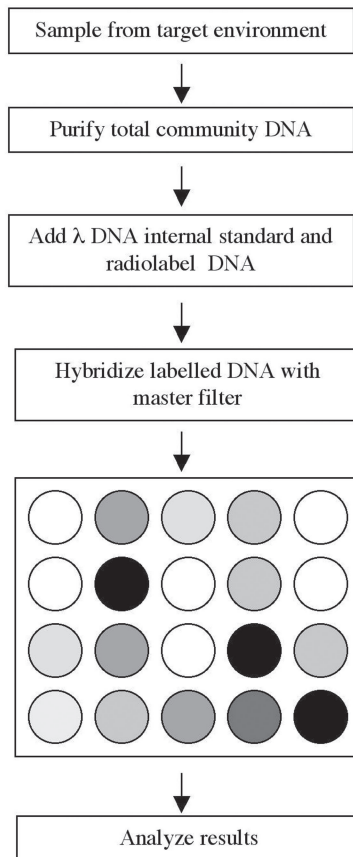 Sample from target environment
Purify total community DNA
Add λ DNA internal standard and
radiolabel DNA
Hybridize labelled DNA with
master filter
Analyze results